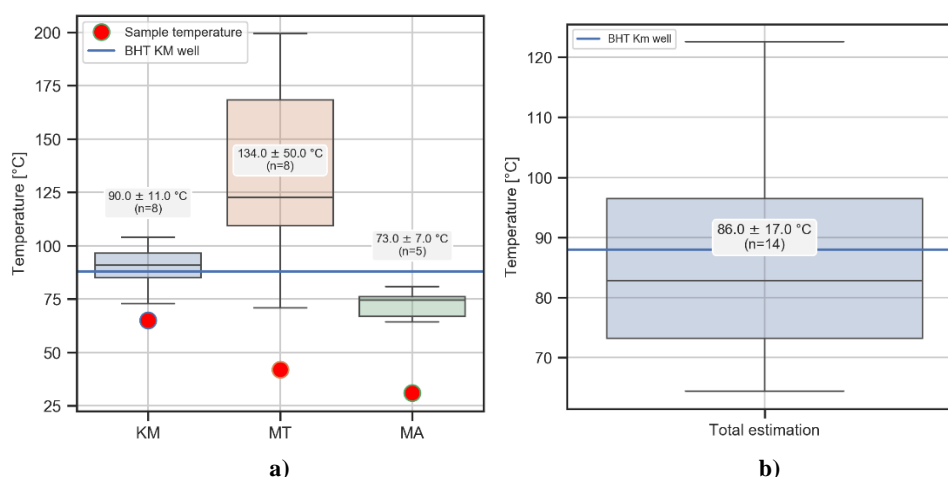 Sample temperature
BHT KM well
Temperature [°C]
200
175
150
125
100
75
50
25
90.0 ± 11.0 °C
(n=8)
134.0 ± 50.0 °C
(n=8)
73.0 ± 7.0 °C
(n=5)
KM
MT
MA
a)
BHT Km well
Temperature [°C]
120
110
100
90
80
70
86.0 ± 17.0 °C
(n=14)
Total estimation
b)